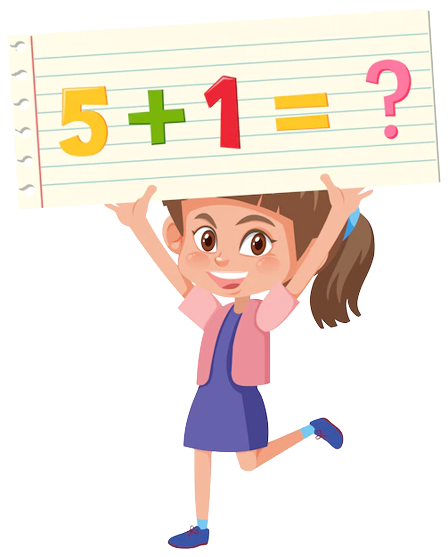 5 + 1 = ?